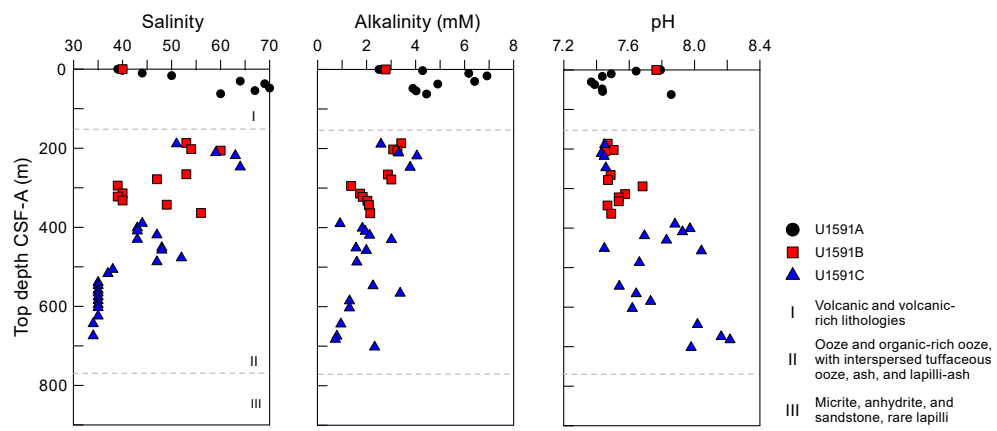 Salinity
Alkalinity (mM)
pH
30 40 50 60 70
0 2 4 6 8
7.2 7.6 8.0 8.4
0
200
400
600
800
Top depth CSF-A (m)
I
II
III
U1591A
U1591B
U1591C
I Volcanic and volcanic-
rich lithologies
II Ooze and organic-rich ooze,
with interspersed tuffaceous
ooze, ash, and lapilli-ash
III Micrite, anhydrite, and
sandstone, rare lapilli